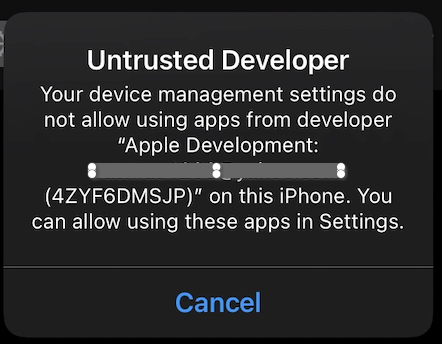 Untrusted Developer
Your device management settings do
not allow using apps from developer
“Apple Development:
(4ZYF6DMSJP)” on this iPhone. You
can allow using these apps in Settings.
Cancel